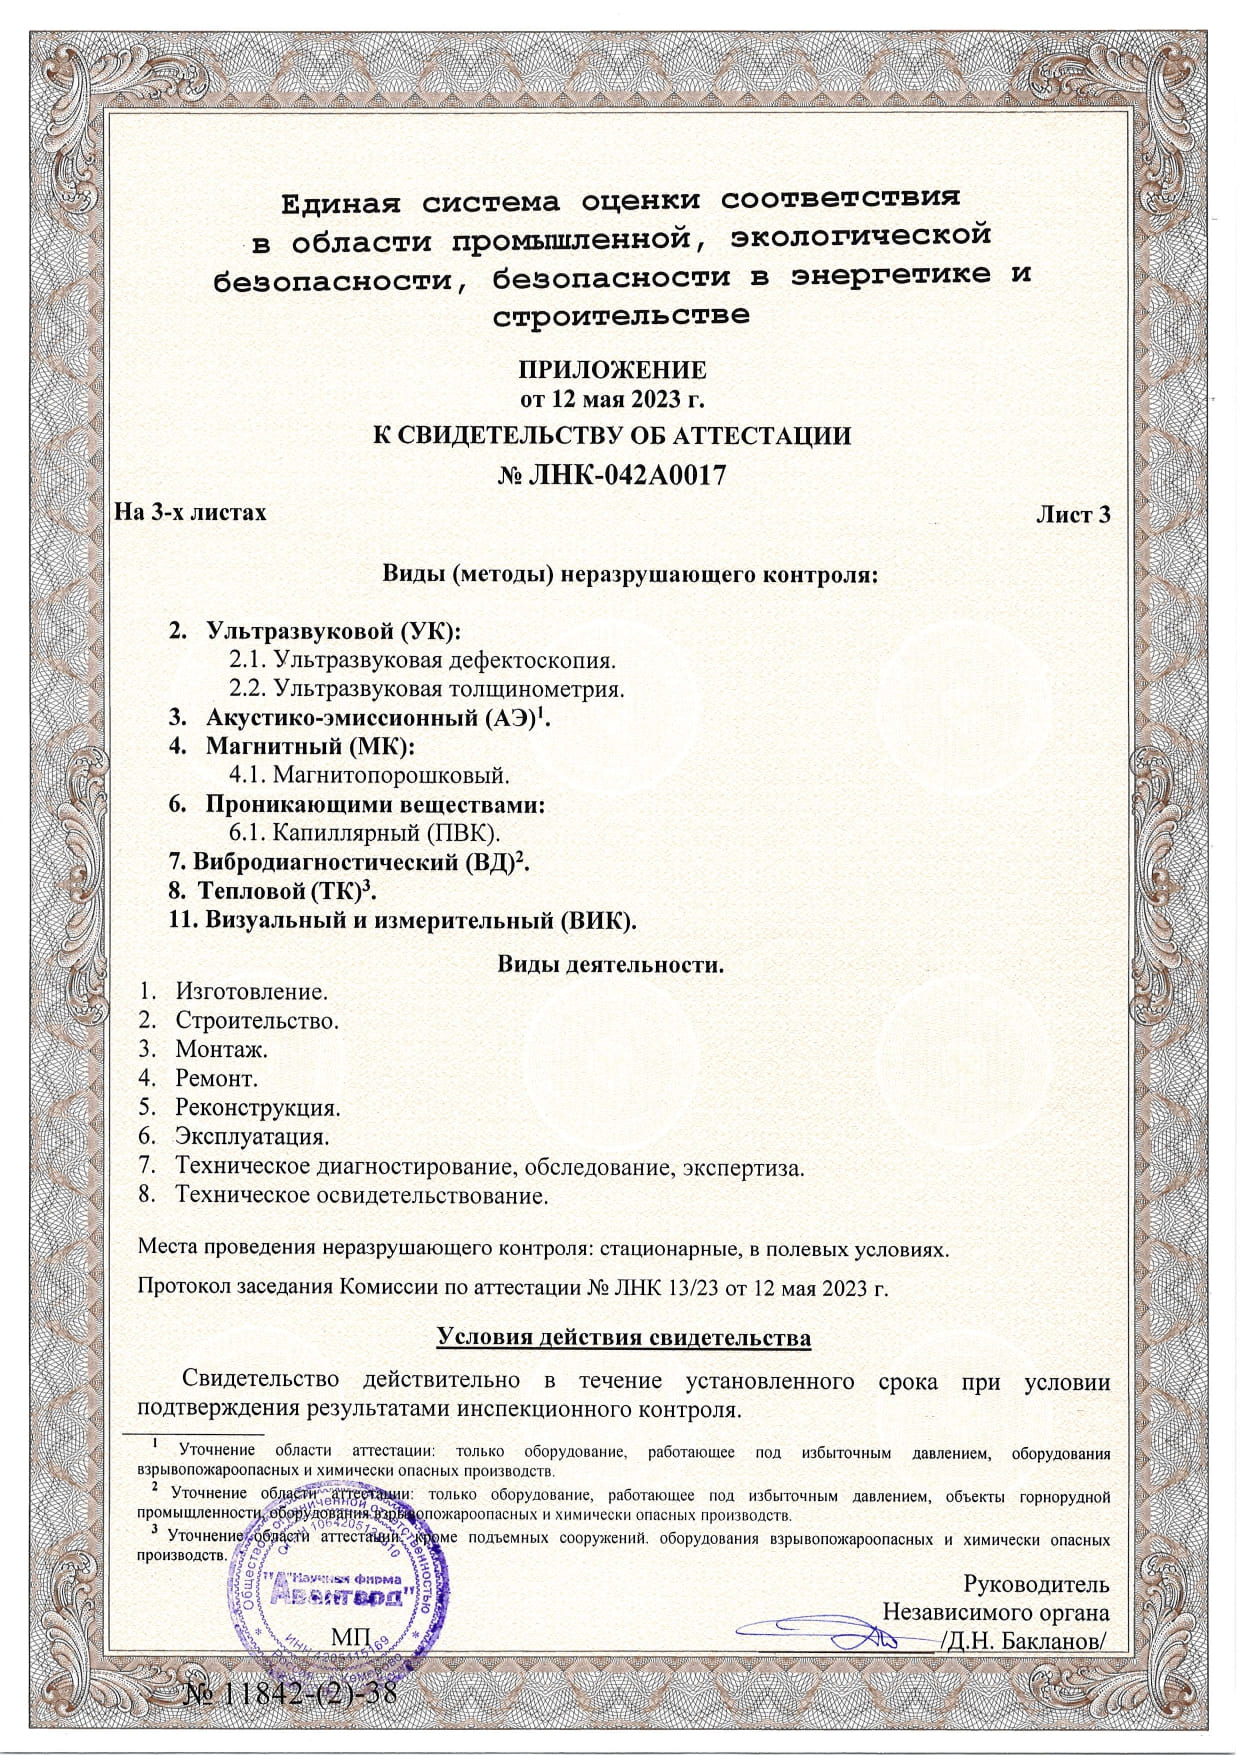 Единая система оценки соответствия
в области промышленной, экологической
безопасности, безопасности в энергетике и
строительстве
ПРИЛОЖЕНИЕ
от 12 мая 2023 г.
К СВИДЕТЕЛЬСТВУ ОБ АТТЕСТАЦИИ
№ ЛНК-042А0017
На 3-х листах Лист 3
Виды (методы) неразрушающего контроля:
2. Ультразвуковой (УК):
2.1. Ультразвуковая дефектоскопия.
2.2. Ультразвуковая толщинометрия.
3. Акустико-эмиссионный (АЭ)¹.
4. Магнитный (МК):
4.1. Магнитопорошковый.
6. Проникающими веществами:
6.1. Капиллярный (ПВК).
7. Вибродиагностический (ВД)².
8. Тепловой (ТК)³.
11. Визуальный и измерительный (ВИК).
Виды деятельности.
1. Изготовление.
2. Строительство.
3. Монтаж.
4. Ремонт.
5. Реконструкция.
6. Эксплуатация.
7. Техническое диагностирование, обследование, экспертиза.
8. Техническое освидетельствование.
Места проведения неразрушающего контроля: стационарные, в полевых условиях.
Протокол заседания Комиссии по аттестации № ЛНК 13/23 от 12 мая 2023 г.
Условия действия свидетельства
Свидетельство действительно в течение установленного срока при условии
подтверждения результатами инспекционного контроля.
¹ Уточнение области аттестации: только оборудование, работающее под избыточным давлением, оборудования
взрывопожароопасных и химически опасных производств.
² Уточнение области аттестации: только оборудование, работающее под избыточным давлением, объекты горнорудной
промышленности, оборудования взрывопожароопасных и химически опасных производств.
³ Уточнение области аттестации: кроме подъемных сооружений. оборудования взрывопожароопасных и химически опасных
производств.
Общество с ограниченной ответственностью
"Научная фирма
Авангард"
ИНН 4205115169
Россия г. Кемерово
Руководитель
Независимого органа
МП /Д.Н. Бакланов/
№ 11842-(2)-38